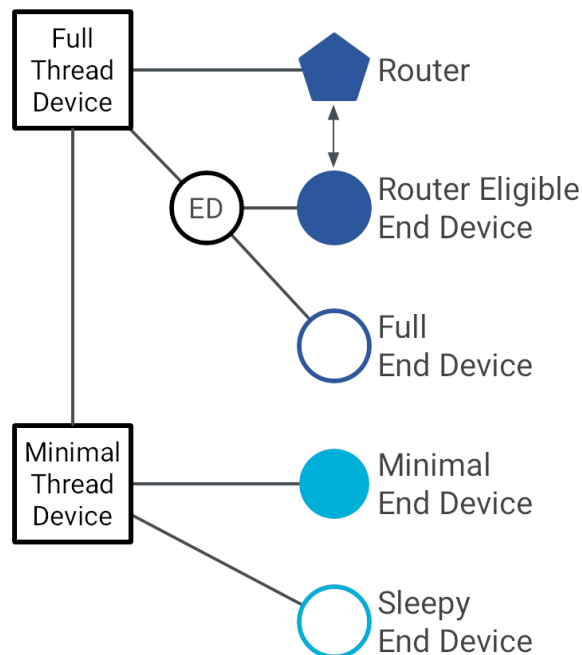 Full
Thread
Device
Router
ED
Router Eligible
End Device
Full
End Device
Minimal
Thread
Device
Minimal
End Device
Sleepy
End Device